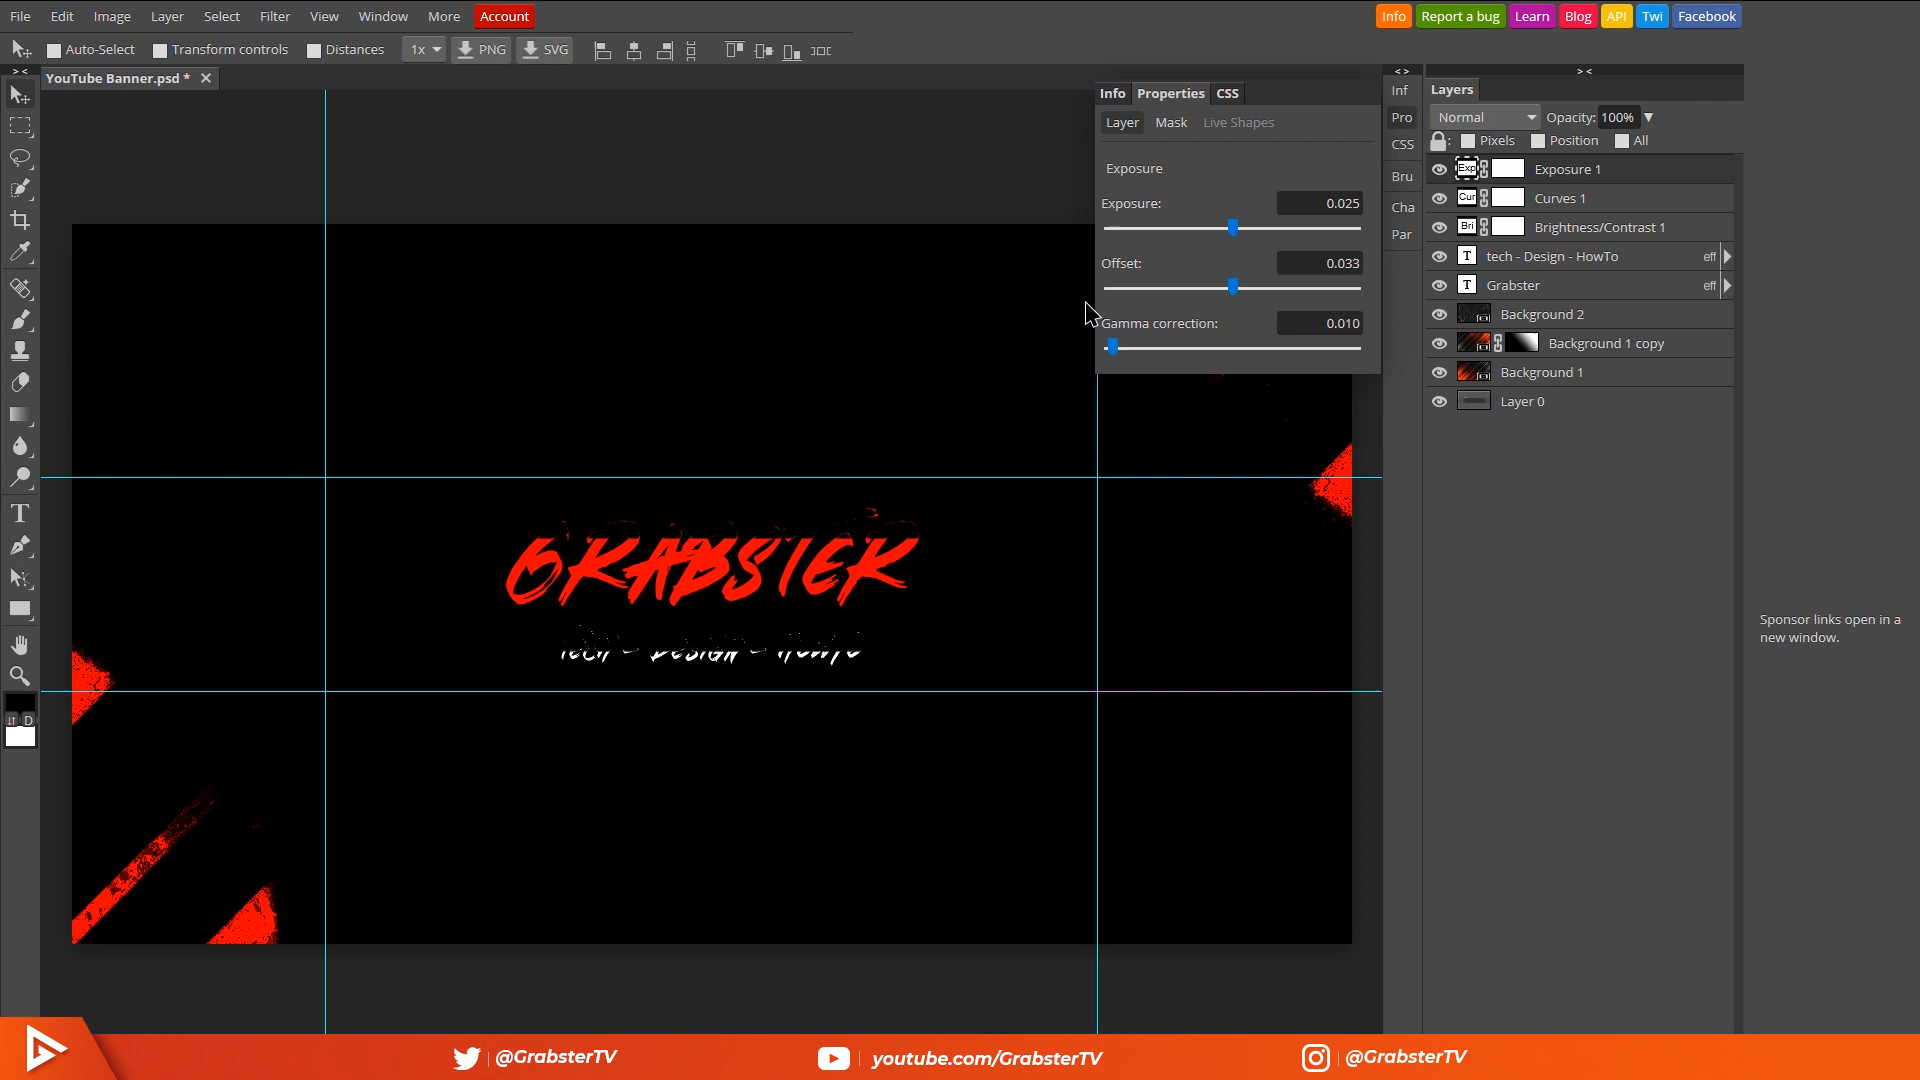 File Edit Image Layer Select Filter View Window More Account Info Report a bug Learn Blog API Twi Facebook
Auto-Select Transform controls Distances 1x PNG SVG
> < YouTube Banner.psd * < > > <
Info Properties CSS
Layer Mask Live Shapes
Exposure
Exposure: 0.025
Offset: 0.033
Gamma correction: 0.010
Inf
Pro
CSS
Bru
Cha
Par
Layers
Normal Opacity: 100%
: Pixels Position All
Exp Exposure 1
Cur Curves 1
Bri Brightness/Contrast 1
T tech - Design - HowTo eff
T Grabster eff
Background 2
Background 1 copy
Background 1
Layer 0
GRABSTER
tech - Design - HowTo
T
D
Sponsor links open in a
new window.
@GrabsterTV
youtube.com/GrabsterTV
@GrabsterTV